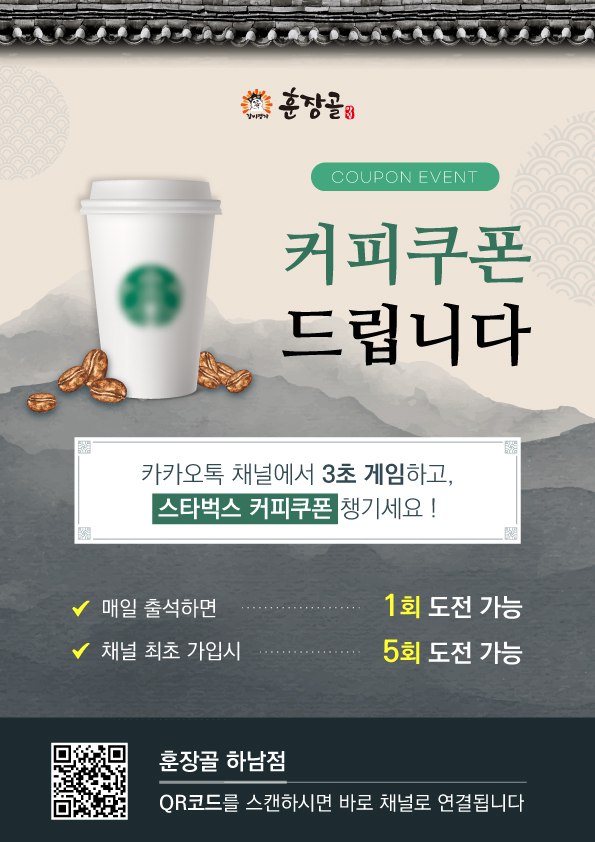 훈장골
COUPON EVENT
커피쿠폰
드립니다
카카오톡 채널에서 3초 게임하고,
스타벅스 커피쿠폰 챙기세요 !
매일 출석하면 1회 도전 가능
채널 최초 가입시 5회 도전 가능
훈장골 하남점
QR코드를 스캔하시면 바로 채널로 연결됩니다